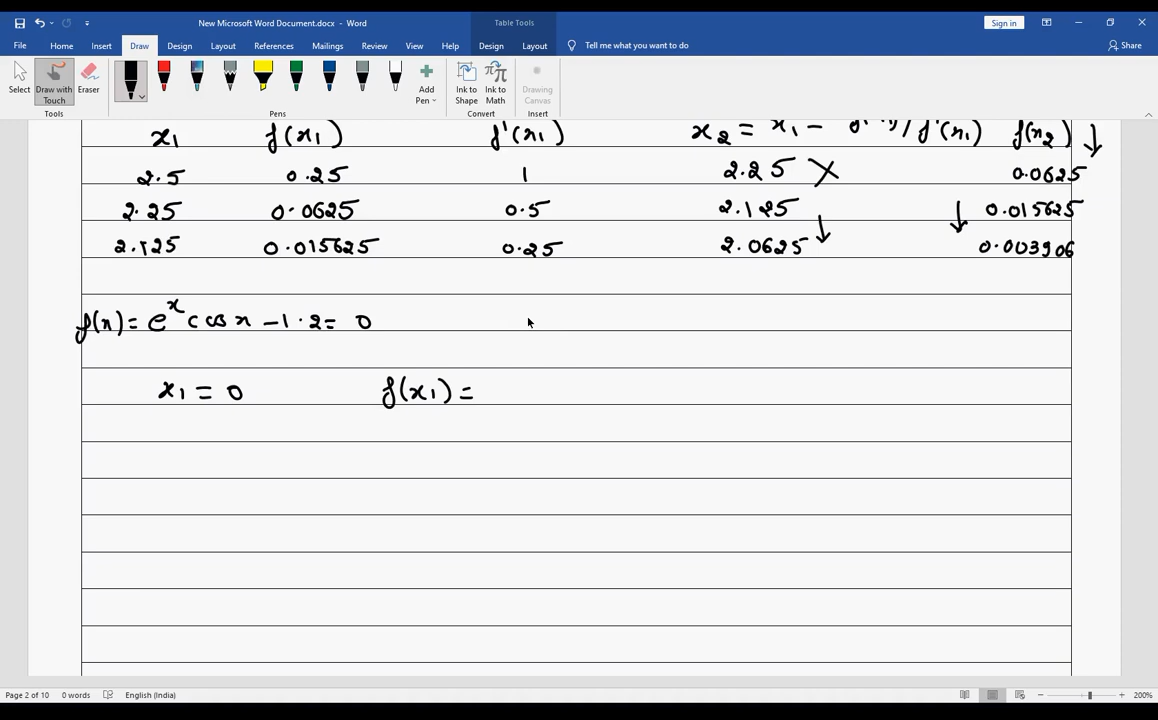 New Microsoft Word Document.docx - Word
Table Tools
Sign in
File Home Insert Draw Design Layout References Mailings Review View Help Design Layout Tell me what you want to do Share
Select Draw with Touch Eraser Add Pen Ink to Shape Ink to Math Drawing Canvas
Tools Pens Convert Insert
x1 f(x1) f'(x1) x2 = x1 - / f'(x1) f(x2) ↓
2.5 0.25 1 2.25 X 0.0625
2.25 0.0625 0.5 2.125 0.015625
2.125 0.015625 0.25 2.0625 ↓ ↓ 0.003906
f(x) = e^x cos x - 1.2 = 0
x1 = 0 f(x1) =
Page 2 of 10 0 words English (India) 200%